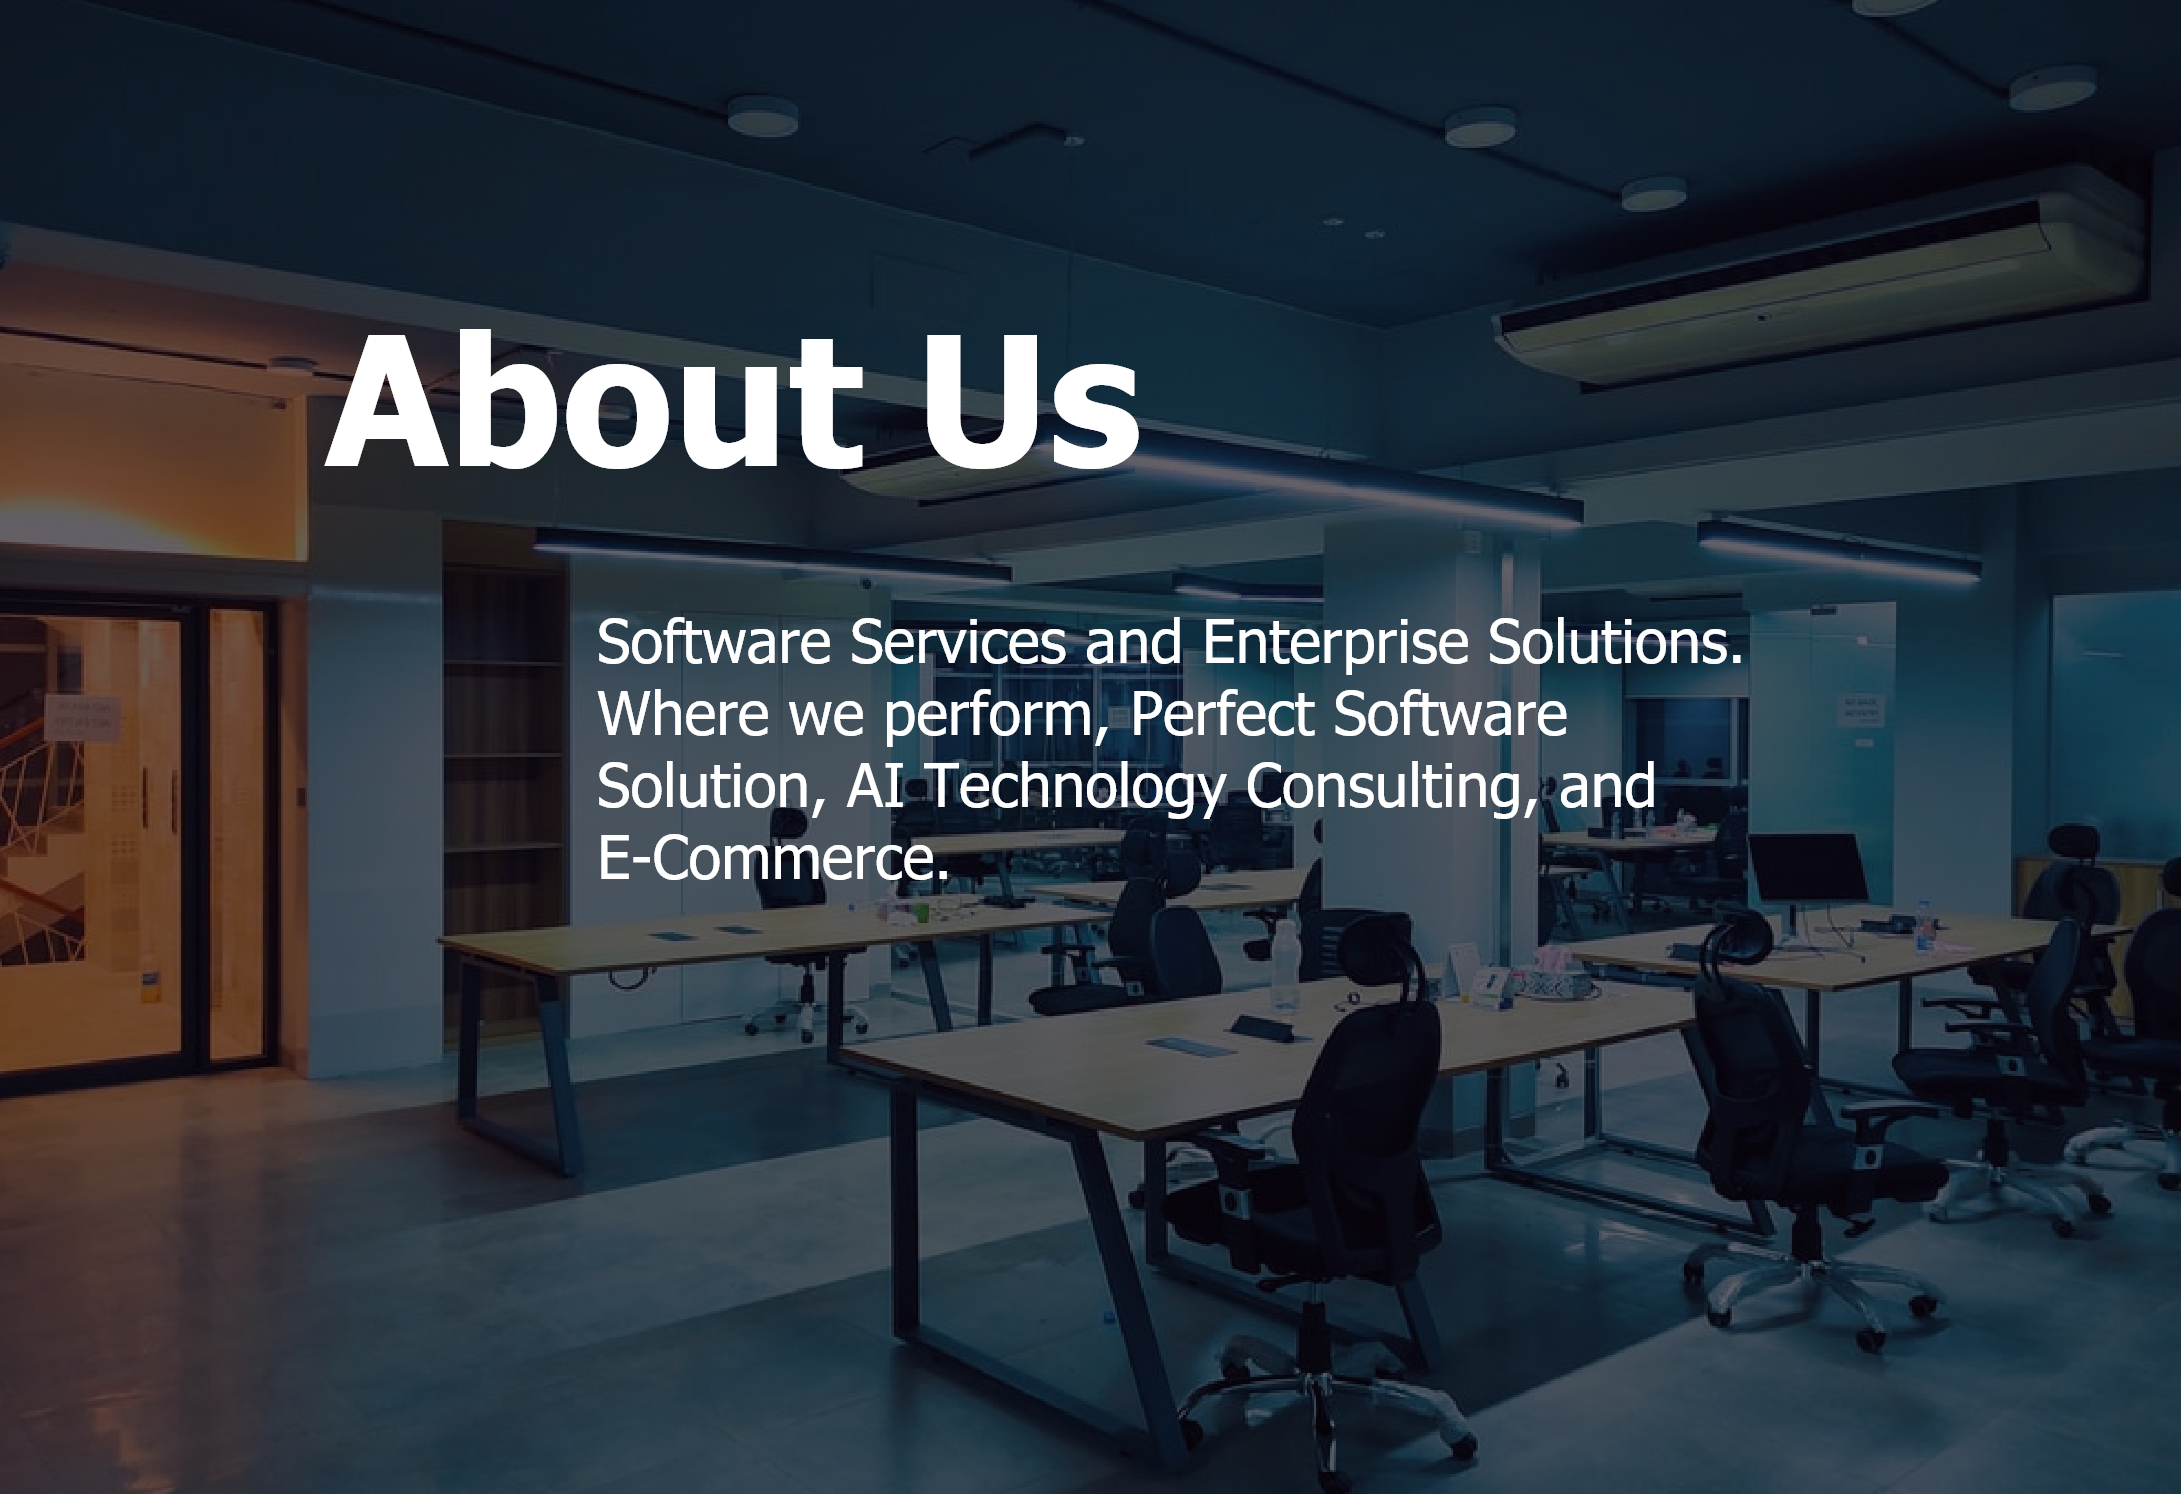 About Us
Software Services and Enterprise Solutions.
Where we perform, Perfect Software
Solution, AI Technology Consulting, and
E-Commerce.